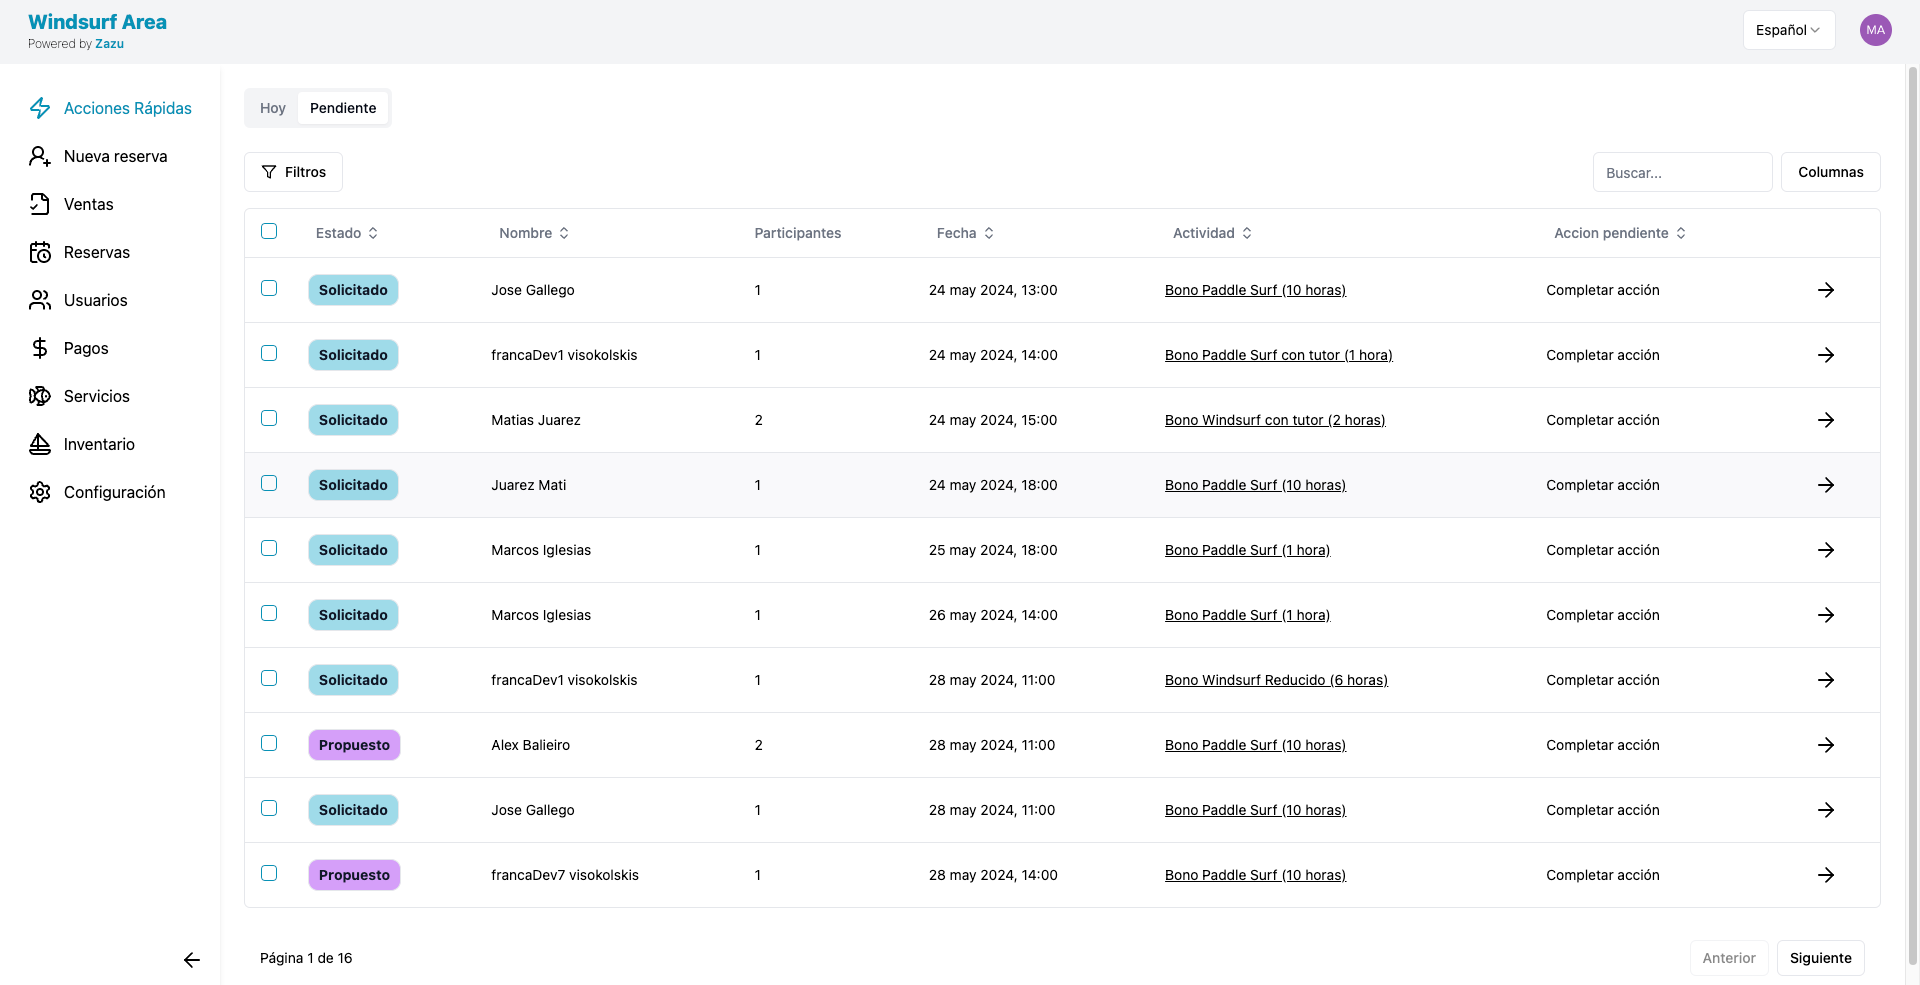 Windsurf Area
Powered by Zazu
Español
MA
Acciones Rápidas
Nueva reserva
Ventas
Reservas
Usuarios
Pagos
Servicios
Inventario
Configuración
Hoy Pendiente
Filtros
Buscar...
Columnas
Estado Nombre Participantes Fecha Actividad Accion pendiente
Solicitado Jose Gallego 1 24 may 2024, 13:00 Bono Paddle Surf (10 horas) Completar acción
Solicitado francaDev1 visokolskis 1 24 may 2024, 14:00 Bono Paddle Surf con tutor (1 hora) Completar acción
Solicitado Matias Juarez 2 24 may 2024, 15:00 Bono Windsurf con tutor (2 horas) Completar acción
Solicitado Juarez Mati 1 24 may 2024, 18:00 Bono Paddle Surf (10 horas) Completar acción
Solicitado Marcos Iglesias 1 25 may 2024, 18:00 Bono Paddle Surf (1 hora) Completar acción
Solicitado Marcos Iglesias 1 26 may 2024, 14:00 Bono Paddle Surf (1 hora) Completar acción
Solicitado francaDev1 visokolskis 1 28 may 2024, 11:00 Bono Windsurf Reducido (6 horas) Completar acción
Propuesto Alex Balieiro 2 28 may 2024, 11:00 Bono Paddle Surf (10 horas) Completar acción
Solicitado Jose Gallego 1 28 may 2024, 11:00 Bono Paddle Surf (10 horas) Completar acción
Propuesto francaDev7 visokolskis 1 28 may 2024, 14:00 Bono Paddle Surf (10 horas) Completar acción
Página 1 de 16
Anterior Siguiente